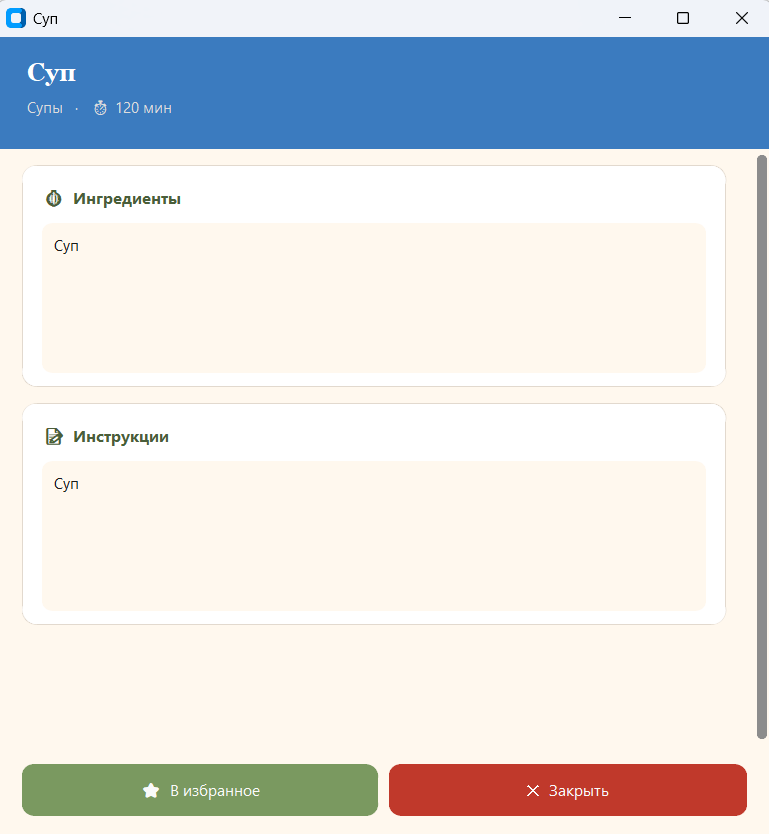 Суп
Суп
Супы · ⏱ 120 мин
Ингредиенты
Суп
Инструкции
Суп
В избранное
Закрыть